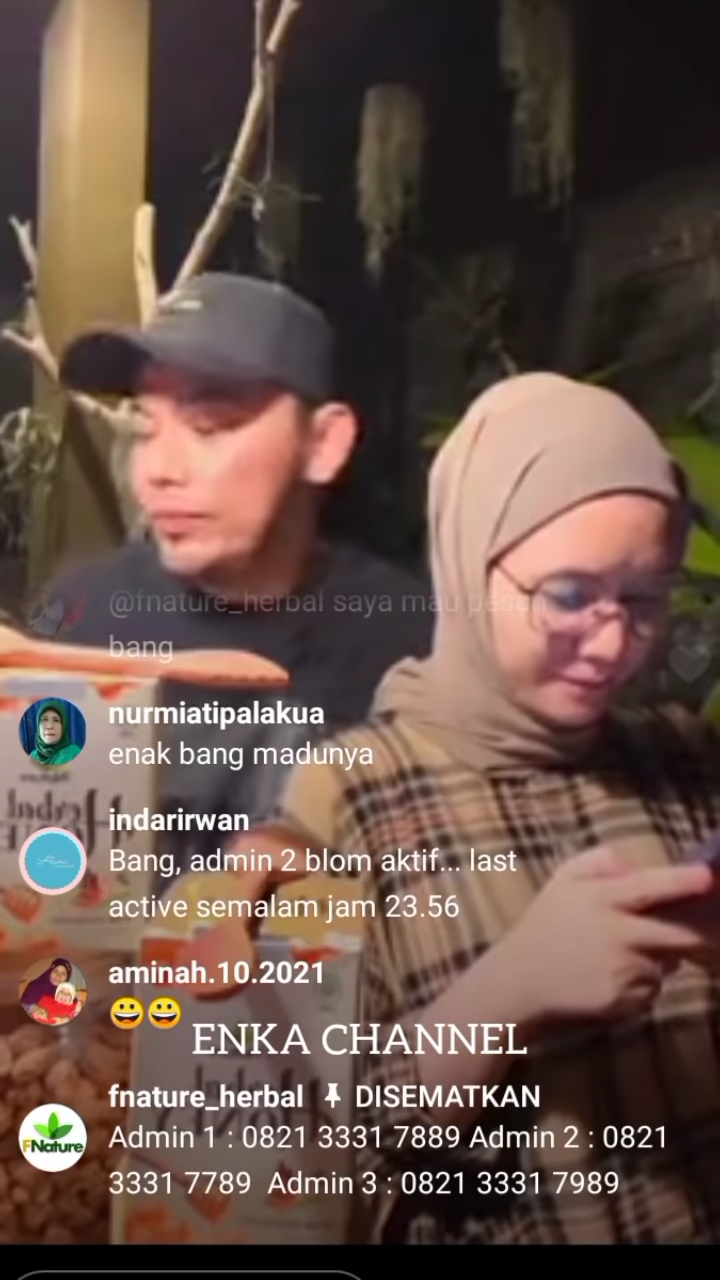 @fnature_herbal saya mau pesan
bang
nurmiatipalakua
enak bang madunya
indarirwan
Bang, admin 2 blom aktif... last
active semalam jam 23.56
aminah.10.2021
😀😀
ENKA CHANNEL
fnature_herbal 📌 DISEMATKAN
Admin 1 : 0821 3331 7889 Admin 2 : 0821
3331 7789 Admin 3 : 0821 3331 7989
FNature
herbal